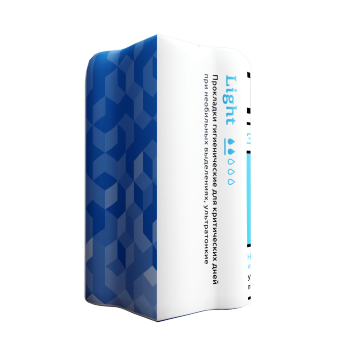 Light
Прокладки гигиенические для критических дней
при необильных выделениях, ультратонкие